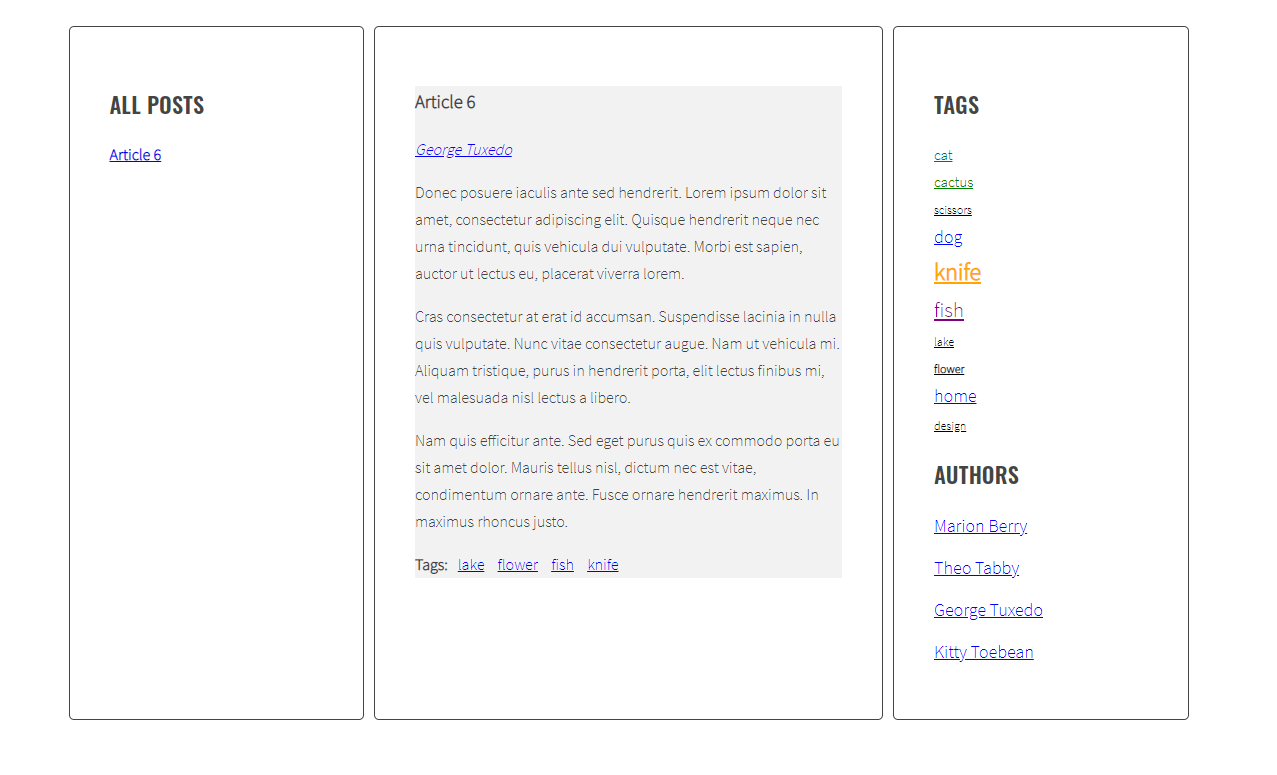 ALL POSTS
Article 6
Article 6
George Tuxedo
Donec posuere iaculis ante sed hendrerit. Lorem ipsum dolor sit
amet, consectetur adipiscing elit. Quisque hendrerit neque nec
urna tincidunt, quis vehicula dui vulputate. Morbi est sapien,
auctor ut lectus eu, placerat viverra lorem.
Cras consectetur at erat id accumsan. Suspendisse lacinia in nulla
quis vulputate. Nunc vitae consectetur augue. Nam ut vehicula mi.
Aliquam tristique, purus in hendrerit porta, elit lectus finibus mi,
vel malesuada nisl lectus a libero.
Nam quis efficitur ante. Sed eget purus quis ex commodo porta eu
sit amet dolor. Mauris tellus nisl, dictum nec est vitae,
condimentum ornare ante. Fusce ornare hendrerit maximus. In
maximus rhoncus justo.
Tags: lake flower fish knife
TAGS
cat
cactus
scissors
dog
knife
fish
lake
flower
home
design
AUTHORS
Marion Berry
Theo Tabby
George Tuxedo
Kitty Toebean